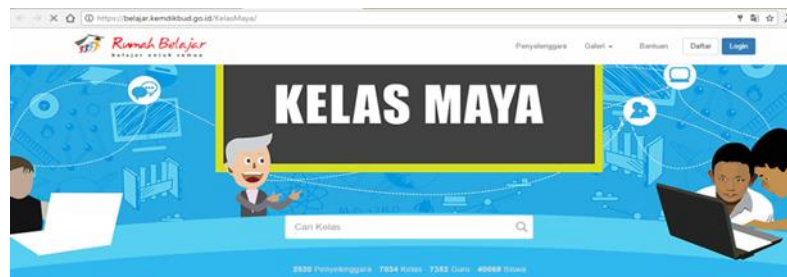 https://belajar.kemdikbud.go.id/KelasMaya/
Rumah Belajar
belajar untuk semua
Penyelenggara Galeri Bantuan Daftar Login
KELAS MAYA
Cari Kelas
2520 Penyelenggara · 7034 Kelas · 7352 Guru · 40068 Siswa